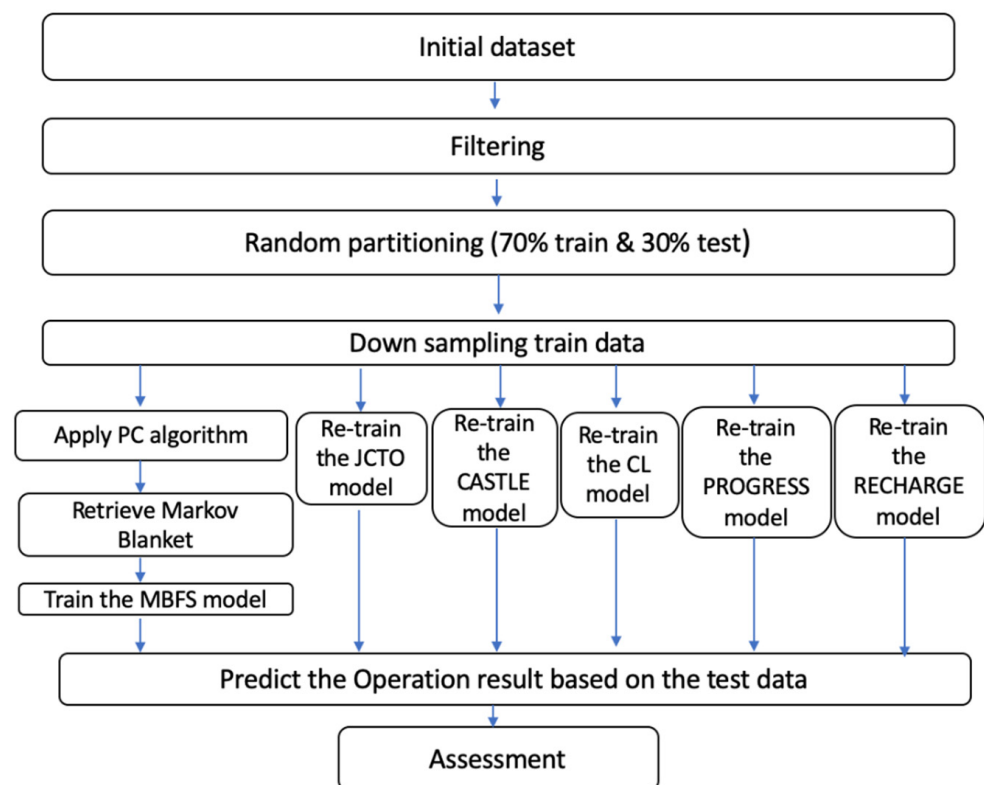 Initial dataset
Filtering
Random partitioning (70% train & 30% test)
Down sampling train data
Apply PC algorithm
Retrieve Markov
Blanket
Train the MBFS model
Re-train
the JCTO
model
Re-train
the
CASTLE
model
Re-train
the CL
model
Re-train
the
PROGRESS
model
Re-train
the
RECHARGE
model
Predict the Operation result based on the test data
Assessment